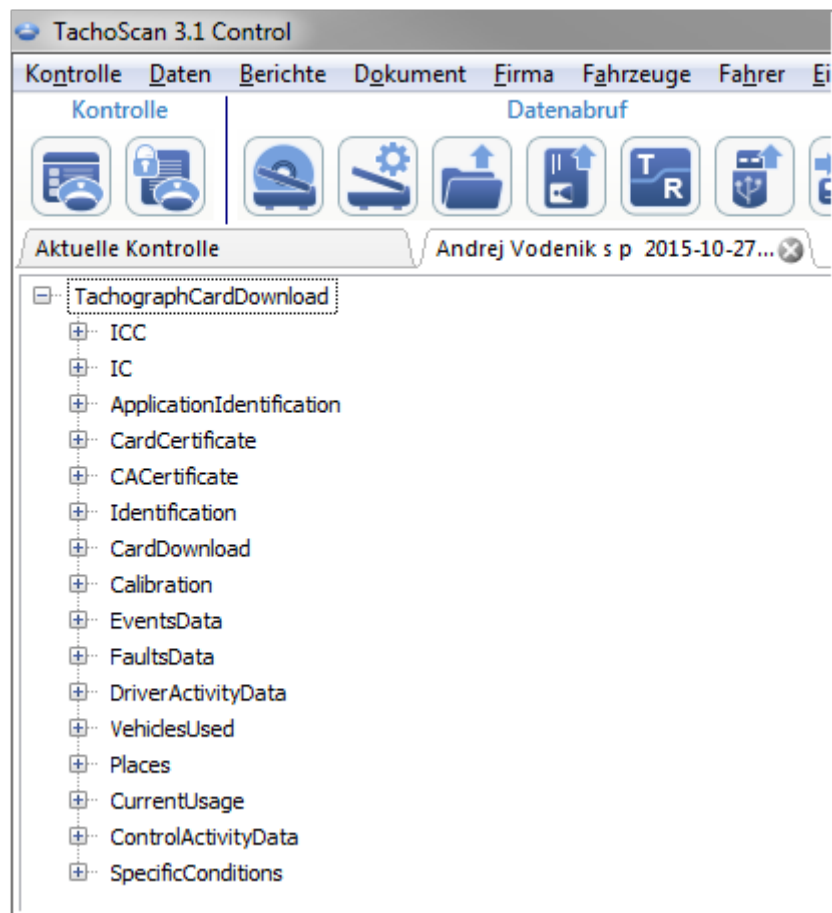 TachoScan 3.1 Control
Kontrolle Daten Berichte Dokument Firma Fahrzeuge Fahrer Ei
Kontrolle Datenabruf
T R
Aktuelle Kontrolle Andrej Vodenik s p 2015-10-27...
TachographCardDownload
ICC
IC
ApplicationIdentification
CardCertificate
CACertificate
Identification
CardDownload
Calibration
EventsData
FaultsData
DriverActivityData
VehiclesUsed
Places
CurrentUsage
ControlActivityData
SpecificConditions